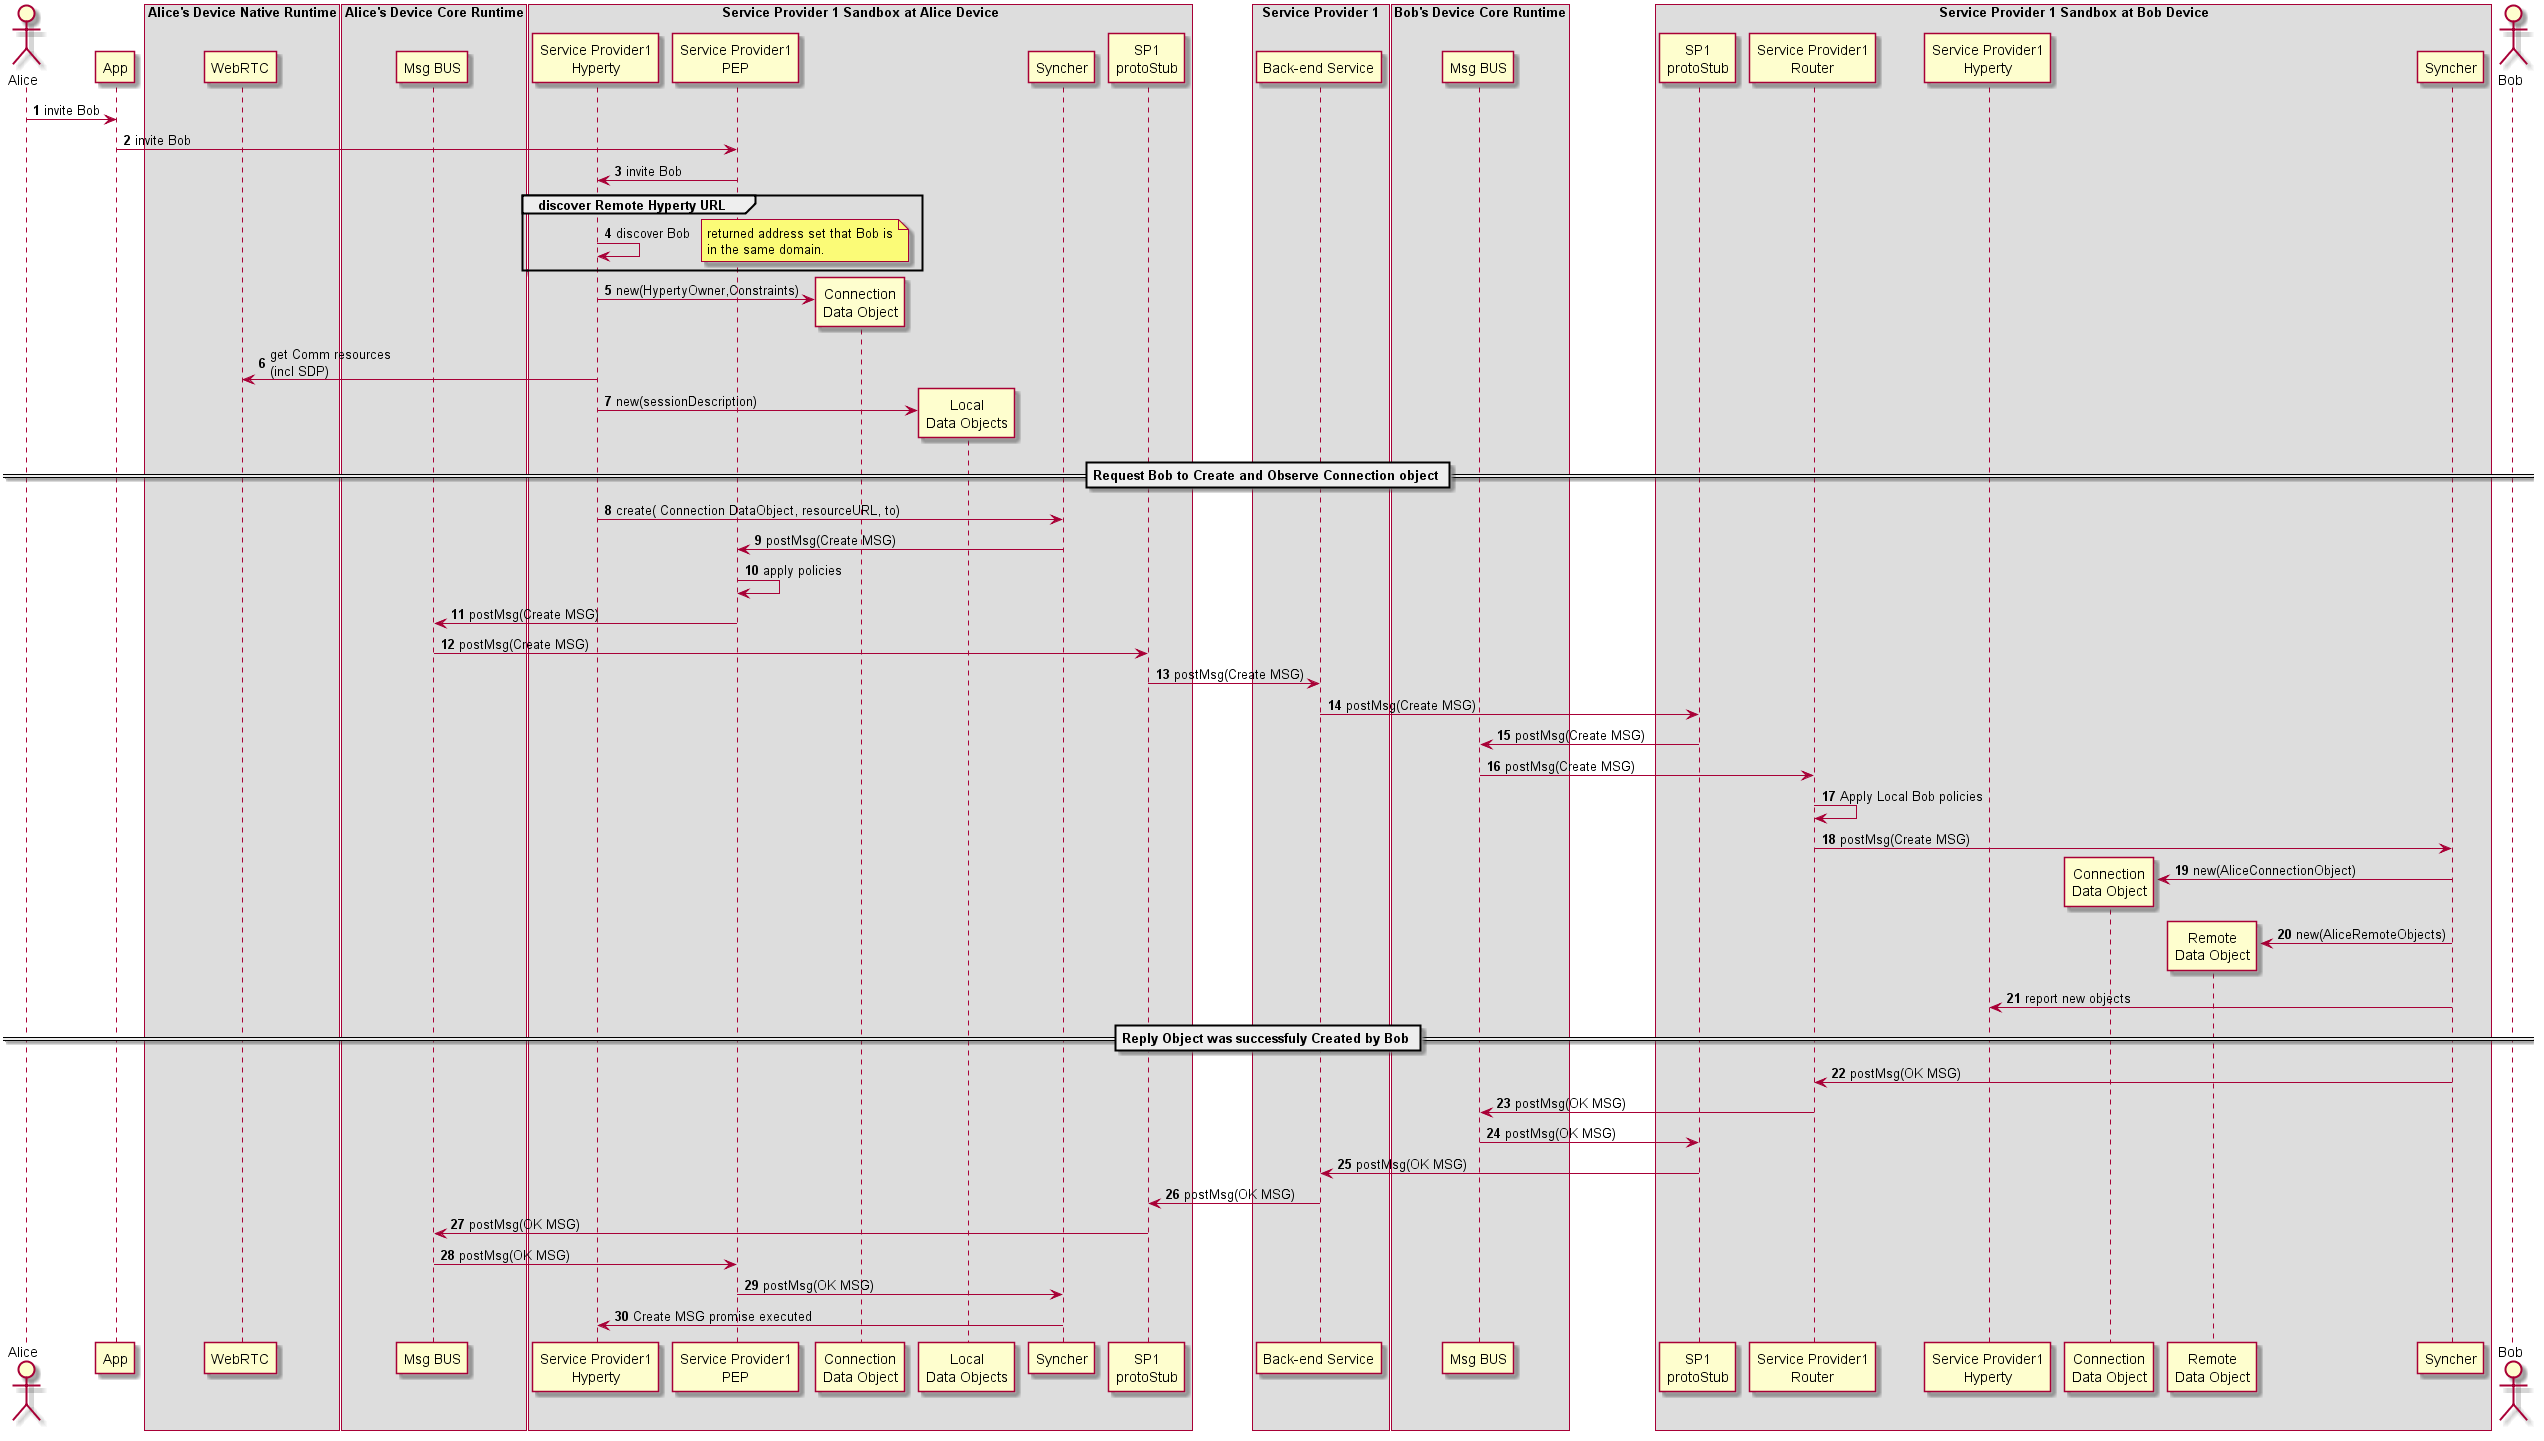 Alice's Device Native Runtime
Alice's Device Core Runtime
Service Provider 1 Sandbox at Alice Device
Service Provider 1
Bob's Device Core Runtime
Service Provider 1 Sandbox at Bob Device
Alice
App
WebRTC
Msg BUS
Service Provider1
Hyperty
Service Provider1
PEP
Syncher
SP1
protoStub
Back-end Service
Msg BUS
SP1
protoStub
Service Provider1
Router
Service Provider1
Hyperty
Syncher
Bob
1 invite Bob
2 invite Bob
3 invite Bob
discover Remote Hyperty URL
4 discover Bob
returned address set that Bob is
in the same domain.
5 new(HypertyOwner,Constraints)
Connection
Data Object
6 get Comm resources
(incl SDP)
7 new(sessionDescription)
Local
Data Objects
Request Bob to Create and Observe Connection object
8 create( Connection DataObject, resourceURL, to)
9 postMsg(Create MSG)
10 apply policies
11 postMsg(Create MSG)
12 postMsg(Create MSG)
13 postMsg(Create MSG)
14 postMsg(Create MSG)
15 postMsg(Create MSG)
16 postMsg(Create MSG)
17 Apply Local Bob policies
18 postMsg(Create MSG)
Connection
Data Object
19 new(AliceConnectionObject)
Remote
Data Object
20 new(AliceRemoteObjects)
21 report new objects
Reply Object was successfuly Created by Bob
22 postMsg(OK MSG)
23 postMsg(OK MSG)
24 postMsg(OK MSG)
25 postMsg(OK MSG)
26 postMsg(OK MSG)
27 postMsg(OK MSG)
28 postMsg(OK MSG)
29 postMsg(OK MSG)
30 Create MSG promise executed
Alice
App
WebRTC
Msg BUS
Service Provider1
Hyperty
Service Provider1
PEP
Connection
Data Object
Local
Data Objects
Syncher
SP1
protoStub
Back-end Service
Msg BUS
SP1
protoStub
Service Provider1
Router
Service Provider1
Hyperty
Connection
Data Object
Remote
Data Object
Syncher
Bob